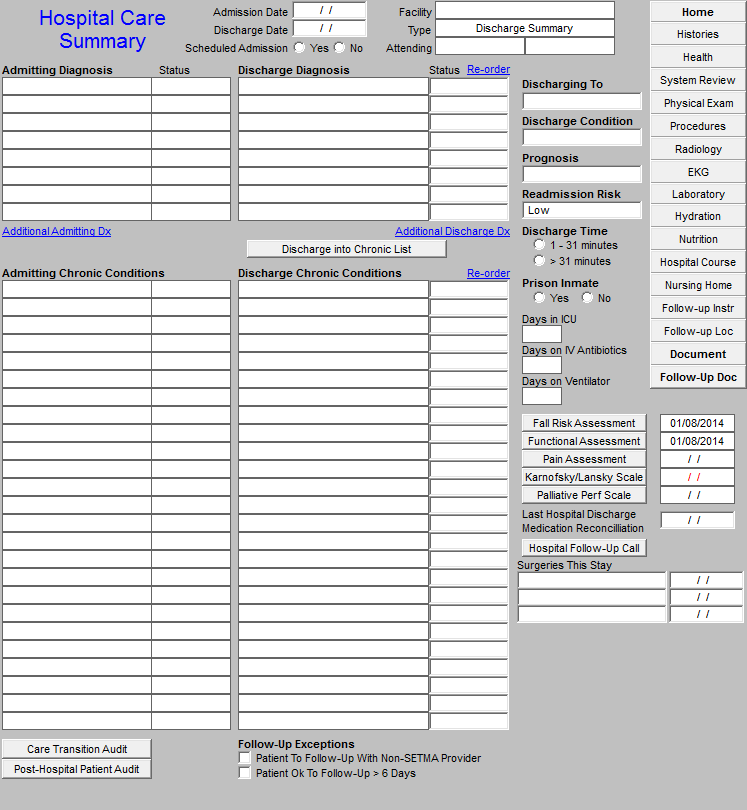 Hospital Care
Summary
Admission Date / /
Discharge Date / /
Scheduled Admission Yes No
Facility
Type Discharge Summary
Attending
Admitting Diagnosis Status
Discharge Diagnosis Status Re-order
Additional Admitting Dx
Additional Discharge Dx
Discharge into Chronic List
Admitting Chronic Conditions
Discharge Chronic Conditions Re-order
Care Transition Audit
Post-Hospital Patient Audit
Follow-Up Exceptions
Patient To Follow-Up With Non-SETMA Provider
Patient Ok To Follow-Up > 6 Days
Discharging To
Discharge Condition
Prognosis
Readmission Risk
Low
Discharge Time
1 - 31 minutes
> 31 minutes
Prison Inmate
Yes No
Days in ICU
Days on IV Antibiotics
Days on Ventilator
Fall Risk Assessment 01/08/2014
Functional Assessment 01/08/2014
Pain Assessment / /
Karnofsky/Lansky Scale / /
Palliative Perf Scale / /
Last Hospital Discharge
Medication Reconcilliation / /
Hospital Follow-Up Call
Surgeries This Stay
/ /
/ /
/ /
Home
Histories
Health
System Review
Physical Exam
Procedures
Radiology
EKG
Laboratory
Hydration
Nutrition
Hospital Course
Nursing Home
Follow-up Instr
Follow-up Loc
Document
Follow-Up Doc